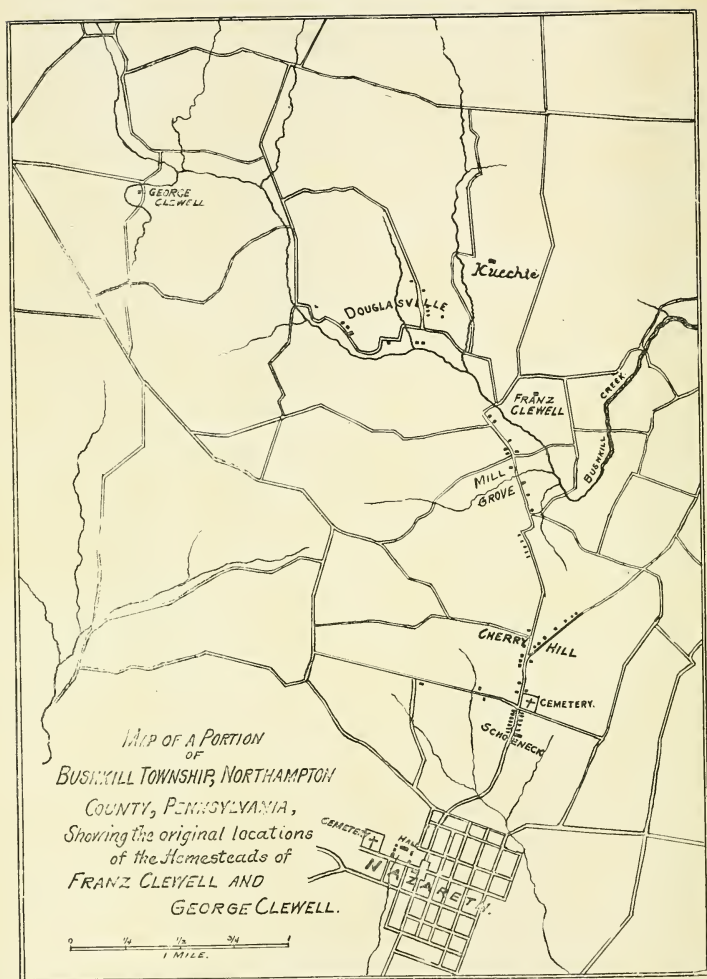 GEORGE
CLEWELL
Kuechle
DOUGLASVILLE
FRANZ
CLEWELL
BUSHKILL CREEK
MILL
GROVE
CHERRY HILL
CEMETERY.
SCHOENECK
MAP OF A PORTION
OF
BUSHKILL TOWNSHIP, NORTHAMPTON
COUNTY, PENNSYLVANIA,
Showing the original locations
of the Homesteads of
FRANZ CLEWELL AND
GEORGE CLEWELL.
CEMETERY
HALL
NAZARETH.
0 1/4 1/2 3/4 1
1 MILE.